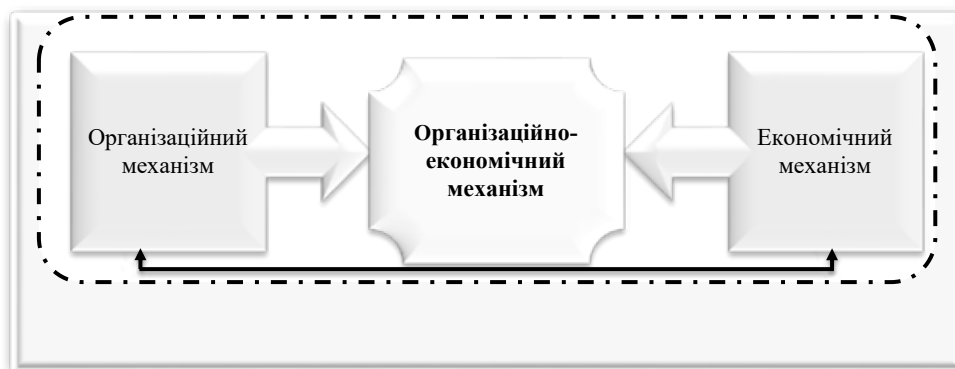 Організаційний
механізм
Організаційно-
економічний
механізм
Економічний
механізм